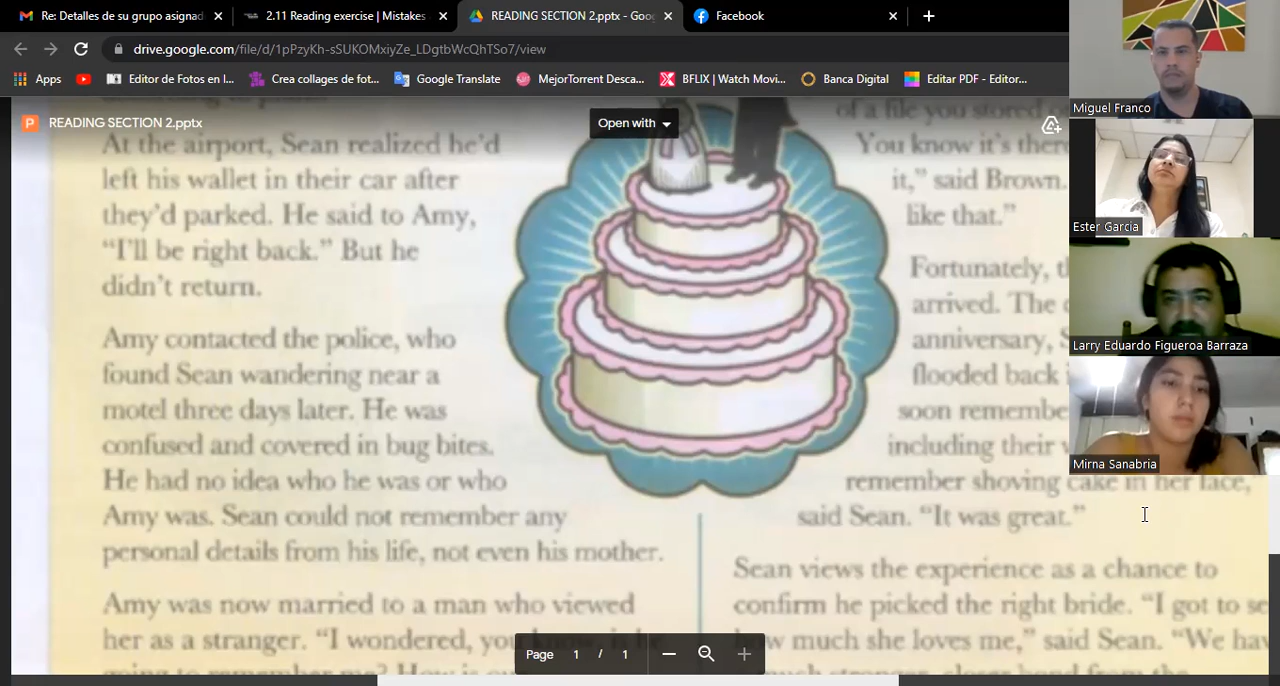 Re: Detalles de su grupo asignad
2.11 Reading exercise | Mistakes
READING SECTION 2.pptx - Goo
Facebook
drive.google.com/file/d/1pPzyKh-sSUKOMxiyZe_LDgtbWcQhTSo7/view
Apps
Editor de Fotos en l...
Crea collages de fot...
Google Translate
MejorTorrent Desca...
BFLIX | Watch Movi...
Banca Digital
Editar PDF - Editor...
READING SECTION 2.pptx
Open with
At the airport, Sean realized he'd
left his wallet in their car after
they'd parked. He said to Amy,
"I'll be right back." But he
didn't return.
Amy contacted the police, who
found Sean wandering near a
motel three days later. He was
confused and covered in bug bites.
He had no idea who he was or who
Amy was. Sean could not remember any
personal details from his life, not even his mother.
Amy was now married to a man who viewed
her as a stranger. "I wondered, you
of a file you stored
You know it's there
it," said Brown.
like that."
Fortunately,
arrived. The
anniversary,
flooded back
soon remembe
including their
remember shoving cake in her face,"
said Sean. "It was great."
Sean views the experience as a chance to
confirm he picked the right bride. "I got to se
how much she loves me," said Sean. "We hav
Page 1 / 1
Miguel Franco
Ester Garcia
Larry Eduardo Figueroa Barraza
Mirna Sanabria